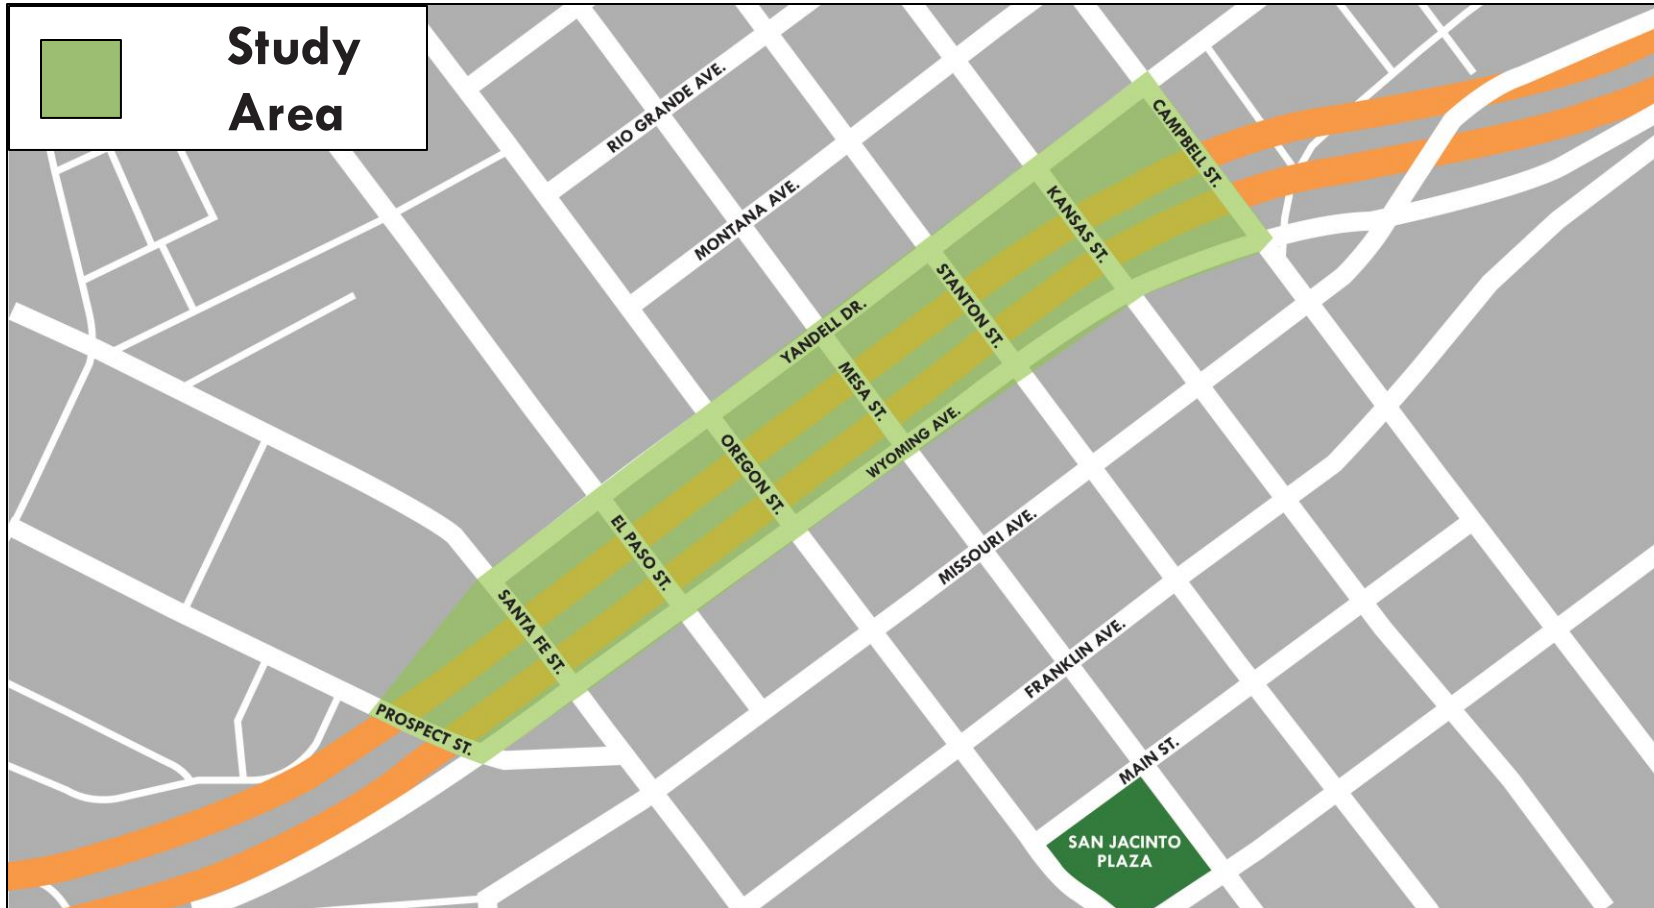 Study
Area
RIO GRANDE AVE.
MONTANA AVE.
CAMPBELL ST.
KANSAS ST.
STANTON ST.
YANDELL DR.
MESA ST.
WYOMING AVE.
OREGON ST.
EL PASO ST.
SANTA FE ST.
PROSPECT ST.
MISSOURI AVE.
FRANKLIN AVE.
MAIN ST.
SAN JACINTO
PLAZA